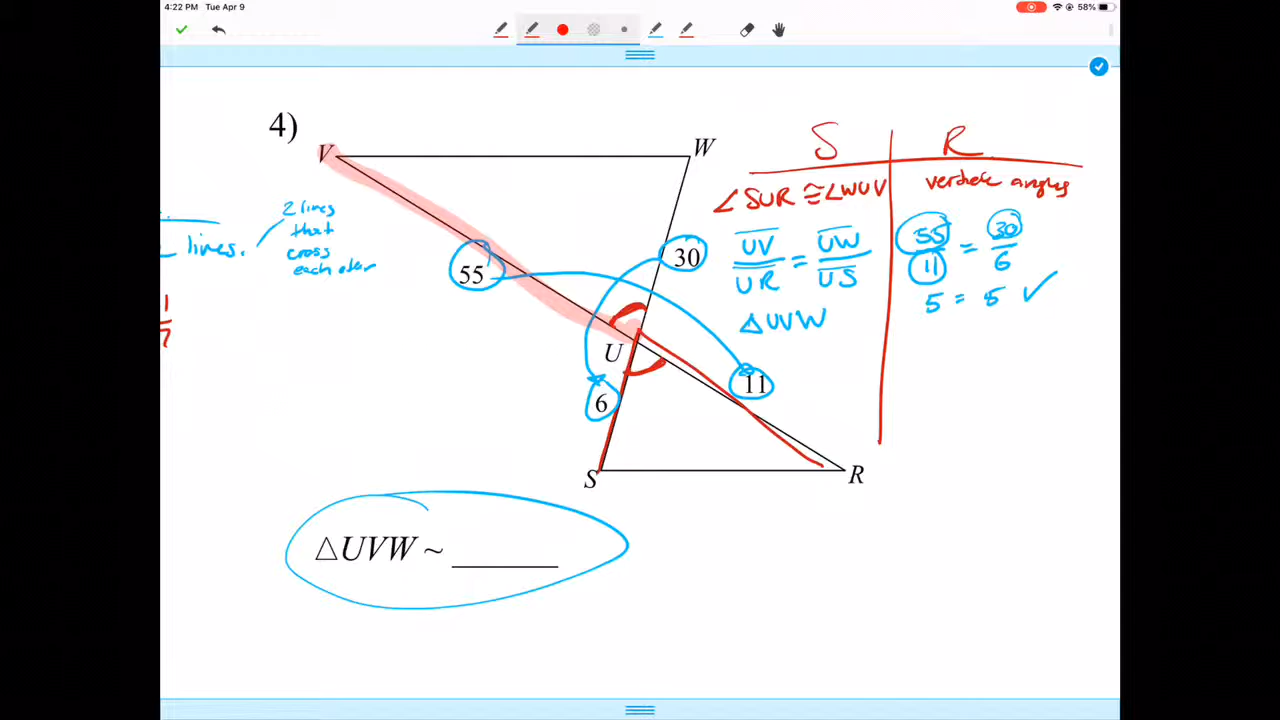 4:22 PM Tue Apr 9
58%
4)
V
W
S R
∠SUR ≅ ∠WUV
angles
2 lines
that
cross
each other
lines.
UV/UR = UW/US
55/11 = 30/6
5 = 5 ✓
△UVW
55
30
U
11
6
S
R
△UVW ~ ______